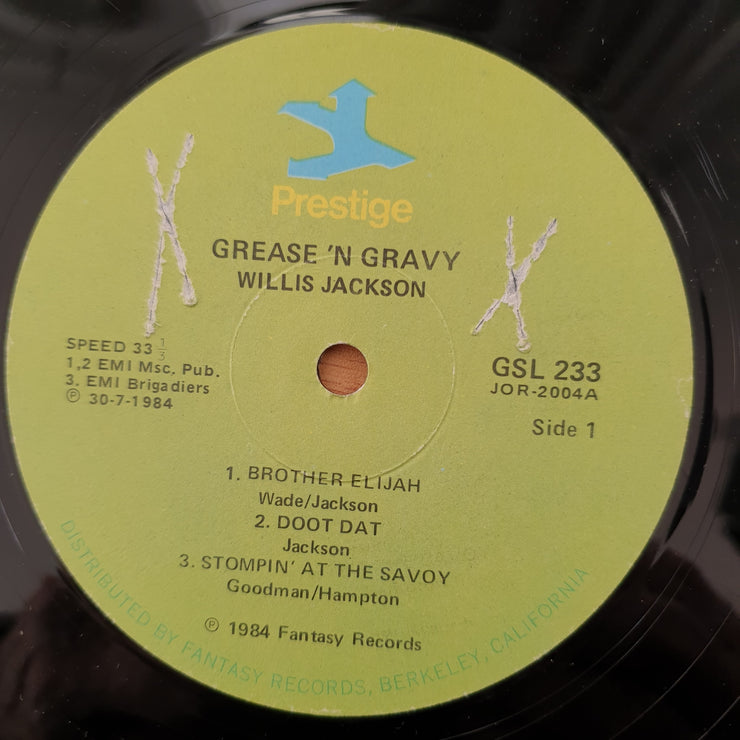 Prestige
GREASE 'N GRAVY
WILLIS JACKSON
SPEED 33 1/3
1,2 EMI Msc. Pub.
3. EMI Brigadiers
℗ 30-7-1984
GSL 233
JOR-2004A
Side 1
1. BROTHER ELIJAH
Wade/Jackson
2. DOOT DAT
Jackson
3. STOMPIN' AT THE SAVOY
Goodman/Hampton
℗ 1984 Fantasy Records
DISTRIBUTED BY FANTASY RECORDS, BERKELEY, CALIFORNIA